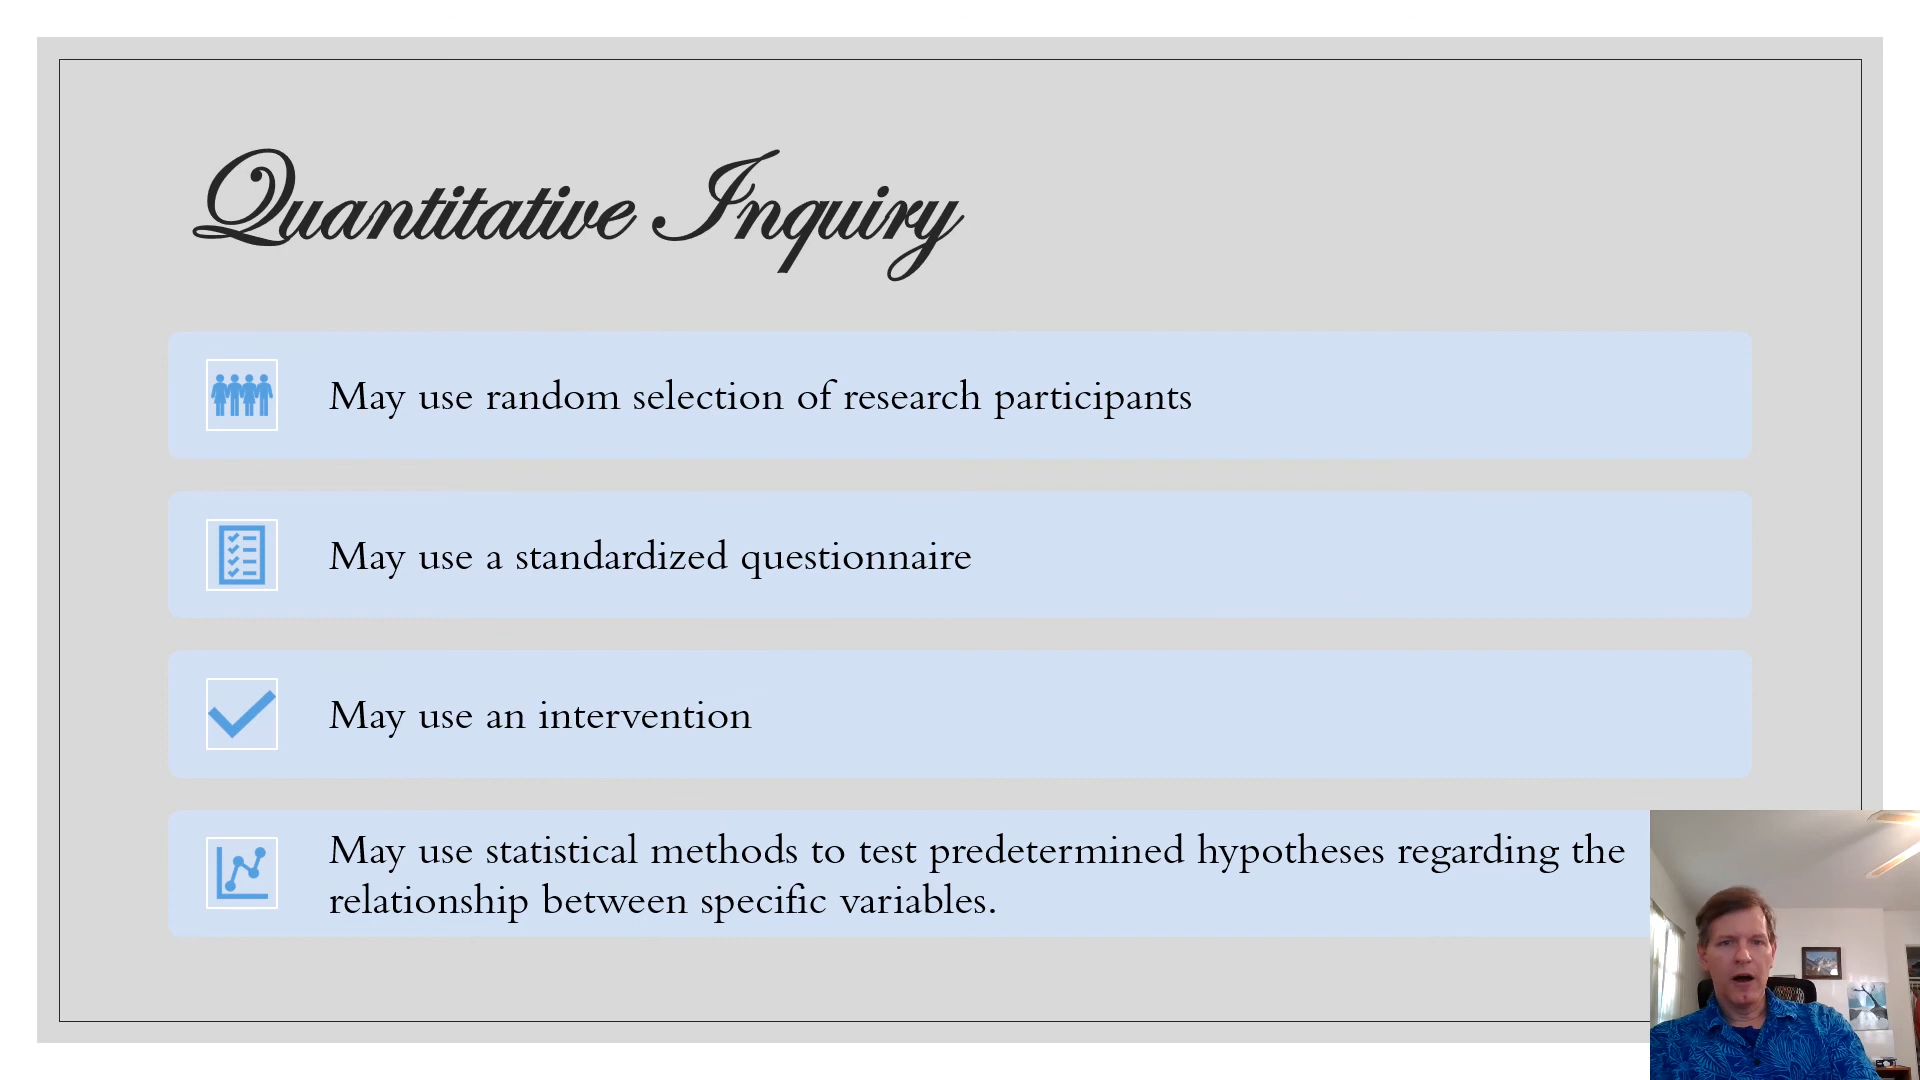 Quantitative Inquiry
May use random selection of research participants
May use a standardized questionnaire
May use an intervention
May use statistical methods to test predetermined hypotheses regarding the
relationship between specific variables.